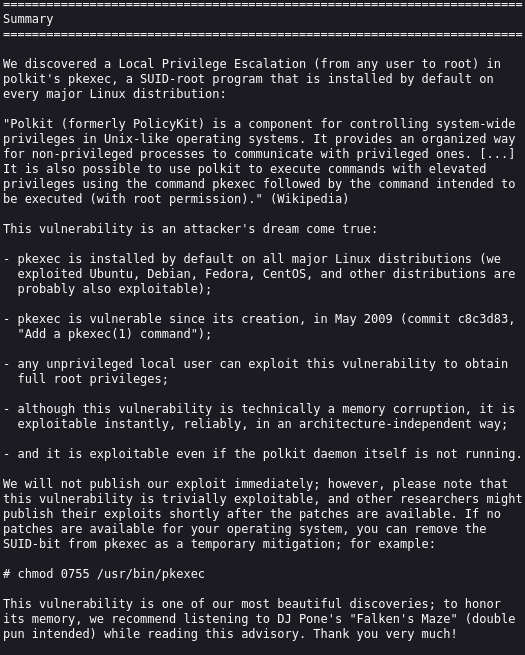 ========================================================================
Summary
========================================================================
We discovered a Local Privilege Escalation (from any user to root) in
polkit's pkexec, a SUID-root program that is installed by default on
every major Linux distribution:
"Polkit (formerly PolicyKit) is a component for controlling system-wide
privileges in Unix-like operating systems. It provides an organized way
for non-privileged processes to communicate with privileged ones. [...]
It is also possible to use polkit to execute commands with elevated
privileges using the command pkexec followed by the command intended to
be executed (with root permission)." (Wikipedia)
This vulnerability is an attacker's dream come true:
- pkexec is installed by default on all major Linux distributions (we
exploited Ubuntu, Debian, Fedora, CentOS, and other distributions are
probably also exploitable);
- pkexec is vulnerable since its creation, in May 2009 (commit c8c3d83,
"Add a pkexec(1) command");
- any unprivileged local user can exploit this vulnerability to obtain
full root privileges;
- although this vulnerability is technically a memory corruption, it is
exploitable instantly, reliably, in an architecture-independent way;
- and it is exploitable even if the polkit daemon itself is not running.
We will not publish our exploit immediately; however, please note that
this vulnerability is trivially exploitable, and other researchers might
publish their exploits shortly after the patches are available. If no
patches are available for your operating system, you can remove the
SUID-bit from pkexec as a temporary mitigation; for example:
# chmod 0755 /usr/bin/pkexec
This vulnerability is one of our most beautiful discoveries; to honor
its memory, we recommend listening to DJ Pone's "Falken's Maze" (double
pun intended) while reading this advisory. Thank you very much!